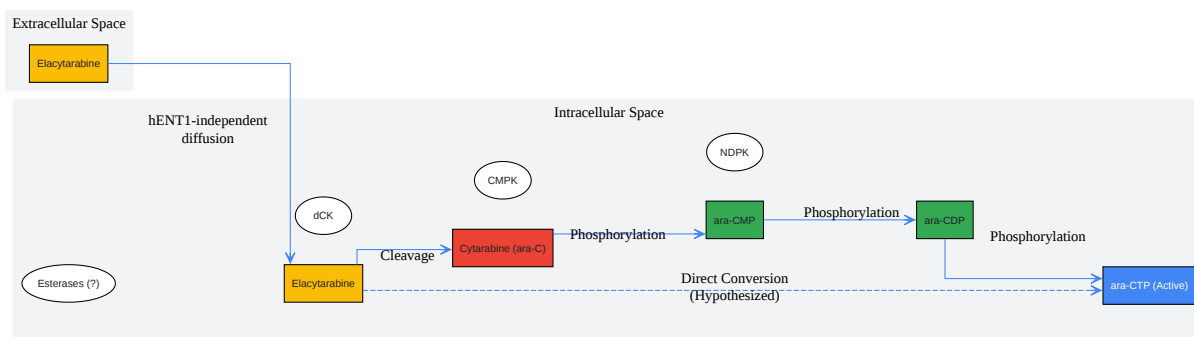 Extracellular Space
Elacytarabine
Intracellular Space
hENT1-independent
diffusion
NDPK
CMPK
dCK
ara-CMP
Phosphorylation
ara-CDP
Phosphorylation
Phosphorylation
Cytarabine (ara-C)
Cleavage
Esterases (?)
Elacytarabine
Direct Conversion
(Hypothesized)
ara-CTP (Active)